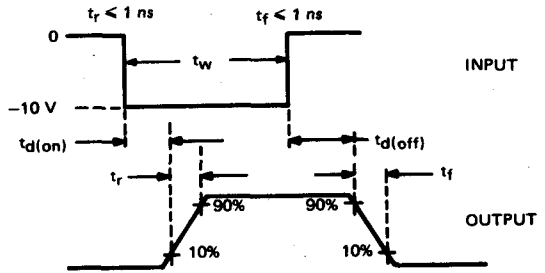 tr ≤ 1 ns
tf ≤ 1 ns
0
tw
INPUT
−10 V
td(on)
td(off)
tr
tf
90%
90%
OUTPUT
10%
10%